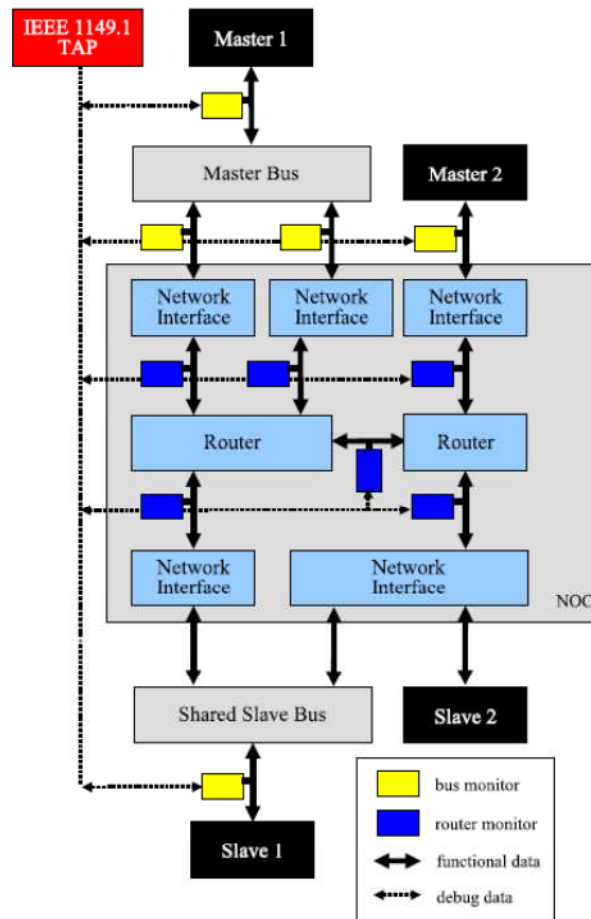 IEEE 1149.1
TAP
Master 1
Master Bus
Master 2
Network
Interface
Network
Interface
Network
Interface
Router
Router
Network
Interface
Network
Interface
NOC
Shared Slave Bus
Slave 2
Slave 1
bus monitor
router monitor
functional data
debug data